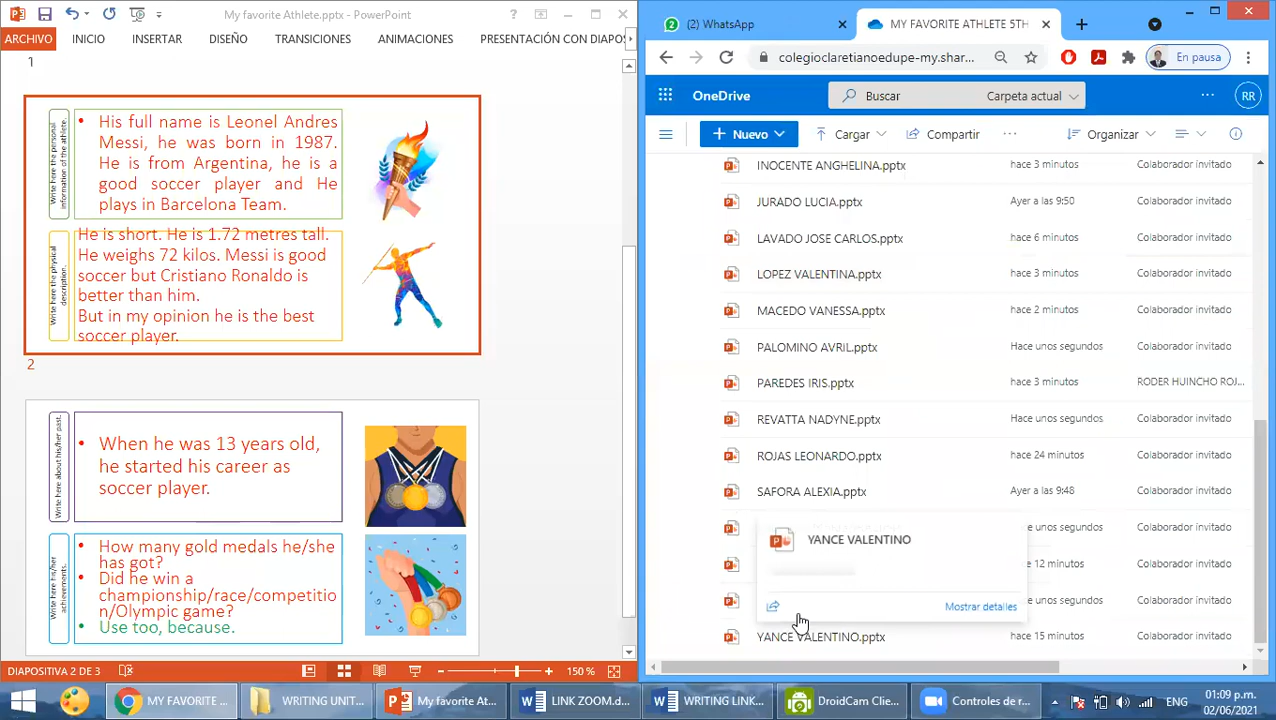 My favorite Athlete.pptx - PowerPoint
ARCHIVO INICIO INSERTAR DISEÑO TRANSICIONES ANIMACIONES PRESENTACIÓN CON DIAPOS
1
Write here the personal
information of the athlete.
• His full name is Leonel Andres
Messi, he was born in 1987.
He is from Argentina, he is a
good soccer player and He
plays in Barcelona Team.
Write here the physical
description.
He is short. He is 1.72 metres tall.
He weighs 72 kilos. Messi is good
soccer but Cristiano Ronaldo is
better than him.
But in my opinion he is the best
soccer player.
2
Write here about his/her past.
• When he was 13 years old,
he started his career as
soccer player.
Write here his/her
achievements.
• How many gold medals he/she
has got?
• Did he win a
championship/race/competitio
n/Olympic game?
• Use too, because.
DIAPOSITIVA 2 DE 3
150 %
(2) WhatsApp
MY FAVORITE ATHLETE 5TH
colegioclaretianoedupe-my.shar...
En pausa
OneDrive
Buscar
Carpeta actual
RR
Nuevo
Cargar
Compartir
Organizar
INOCENTE ANGHELINA.pptx hace 3 minutos Colaborador invitado
JURADO LUCIA.pptx Ayer a las 9:50 Colaborador invitado
LAVADO JOSE CARLOS.pptx hace 6 minutos Colaborador invitado
LOPEZ VALENTINA.pptx hace 3 minutos Colaborador invitado
MACEDO VANESSA.pptx hace 2 minutos Colaborador invitado
PALOMINO AVRIL.pptx Hace unos segundos Colaborador invitado
PAREDES IRIS.pptx hace 3 minutos RODER HUINCHO ROJ...
REVATTA NADYNE.pptx Hace unos segundos Colaborador invitado
ROJAS LEONARDO.pptx hace 24 minutos Colaborador invitado
SAFORA ALEXIA.pptx Ayer a las 9:48 Colaborador invitado
e unos segundos Colaborador invitado
YANCE VALENTINO
e 12 minutos Colaborador invitado
e unos segundos Colaborador invitado
Mostrar detalles
YANCE VALENTINO.pptx hace 15 minutos Colaborador invitado
MY FAVORITE ...
WRITING UNIT...
My favorite At...
LINK ZOOM.d...
WRITING LINK...
DroidCam Clie...
Controles de r...
ENG
01:09 p.m.
02/06/2021